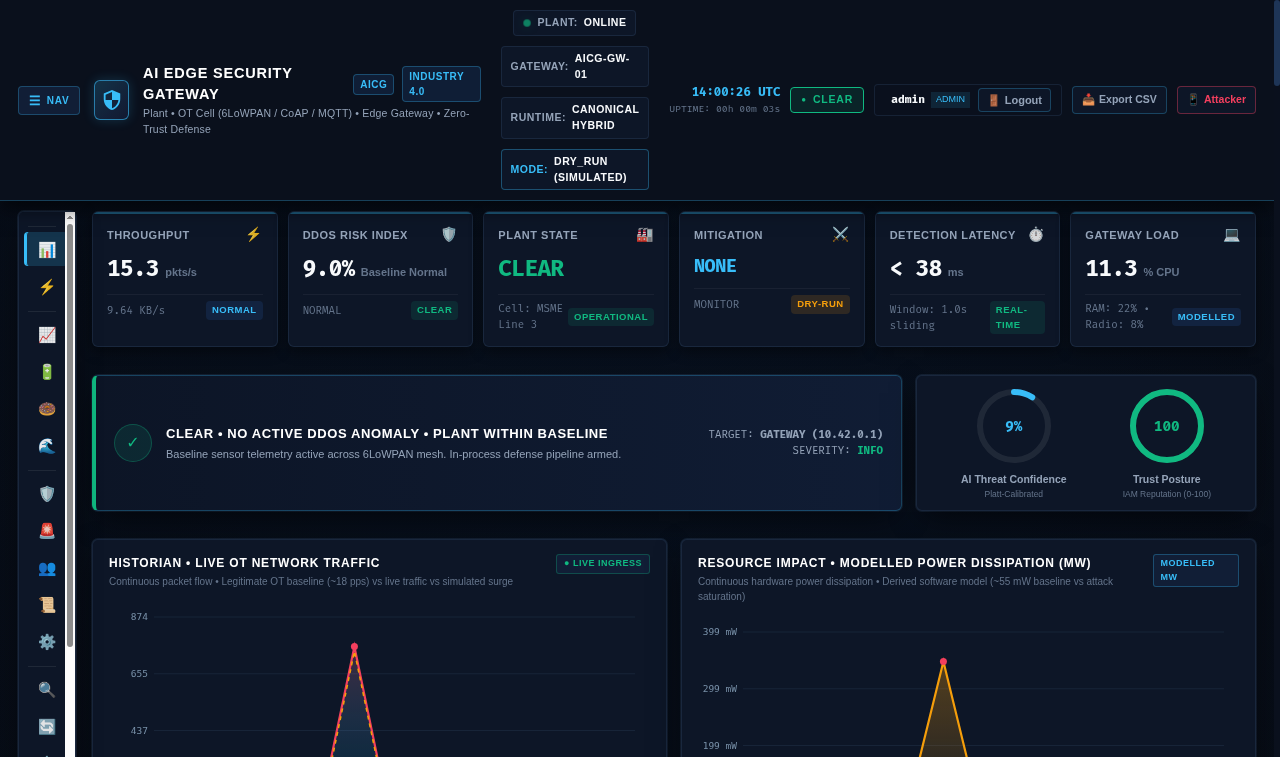 ☰ NAV
AI EDGE SECURITY
GATEWAY
AICG
INDUSTRY
4.0
Plant • OT Cell (6LoWPAN / CoAP / MQTT) • Edge Gateway • Zero-
Trust Defense
PLANT: ONLINE
GATEWAY: AICG-GW-
01
RUNTIME: CANONICAL
HYBRID
MODE: DRY_RUN
(SIMULATED)
14:00:26 UTC
UPTIME: 00h 00m 03s
• CLEAR
admin ADMIN
Logout
Export CSV
Attacker
THROUGHPUT
15.3 pkts/s
9.64 KB/s
NORMAL
DDOS RISK INDEX
9.0% Baseline Normal
NORMAL
CLEAR
PLANT STATE
CLEAR
Cell: MSME
Line 3
OPERATIONAL
MITIGATION
NONE
MONITOR
DRY-RUN
DETECTION LATENCY
< 38 ms
Window: 1.0s
sliding
REAL-
TIME
GATEWAY LOAD
11.3 % CPU
RAM: 22% •
Radio: 8%
MODELLED
✓
CLEAR • NO ACTIVE DDOS ANOMALY • PLANT WITHIN BASELINE
Baseline sensor telemetry active across 6LoWPAN mesh. In-process defense pipeline armed.
TARGET: GATEWAY (10.42.0.1)
SEVERITY: INFO
9%
AI Threat Confidence
Platt-Calibrated
100
Trust Posture
IAM Reputation (0-100)
HISTORIAN • LIVE OT NETWORK TRAFFIC
• LIVE INGRESS
Continuous packet flow • Legitimate OT baseline (~18 pps) vs live traffic vs simulated surge
874
655
437
RESOURCE IMPACT • MODELLED POWER DISSIPATION (MW)
MODELLED
MW
Continuous hardware power dissipation • Derived software model (~55 mW baseline vs attack
saturation)
399 mW
299 mW
199 mW